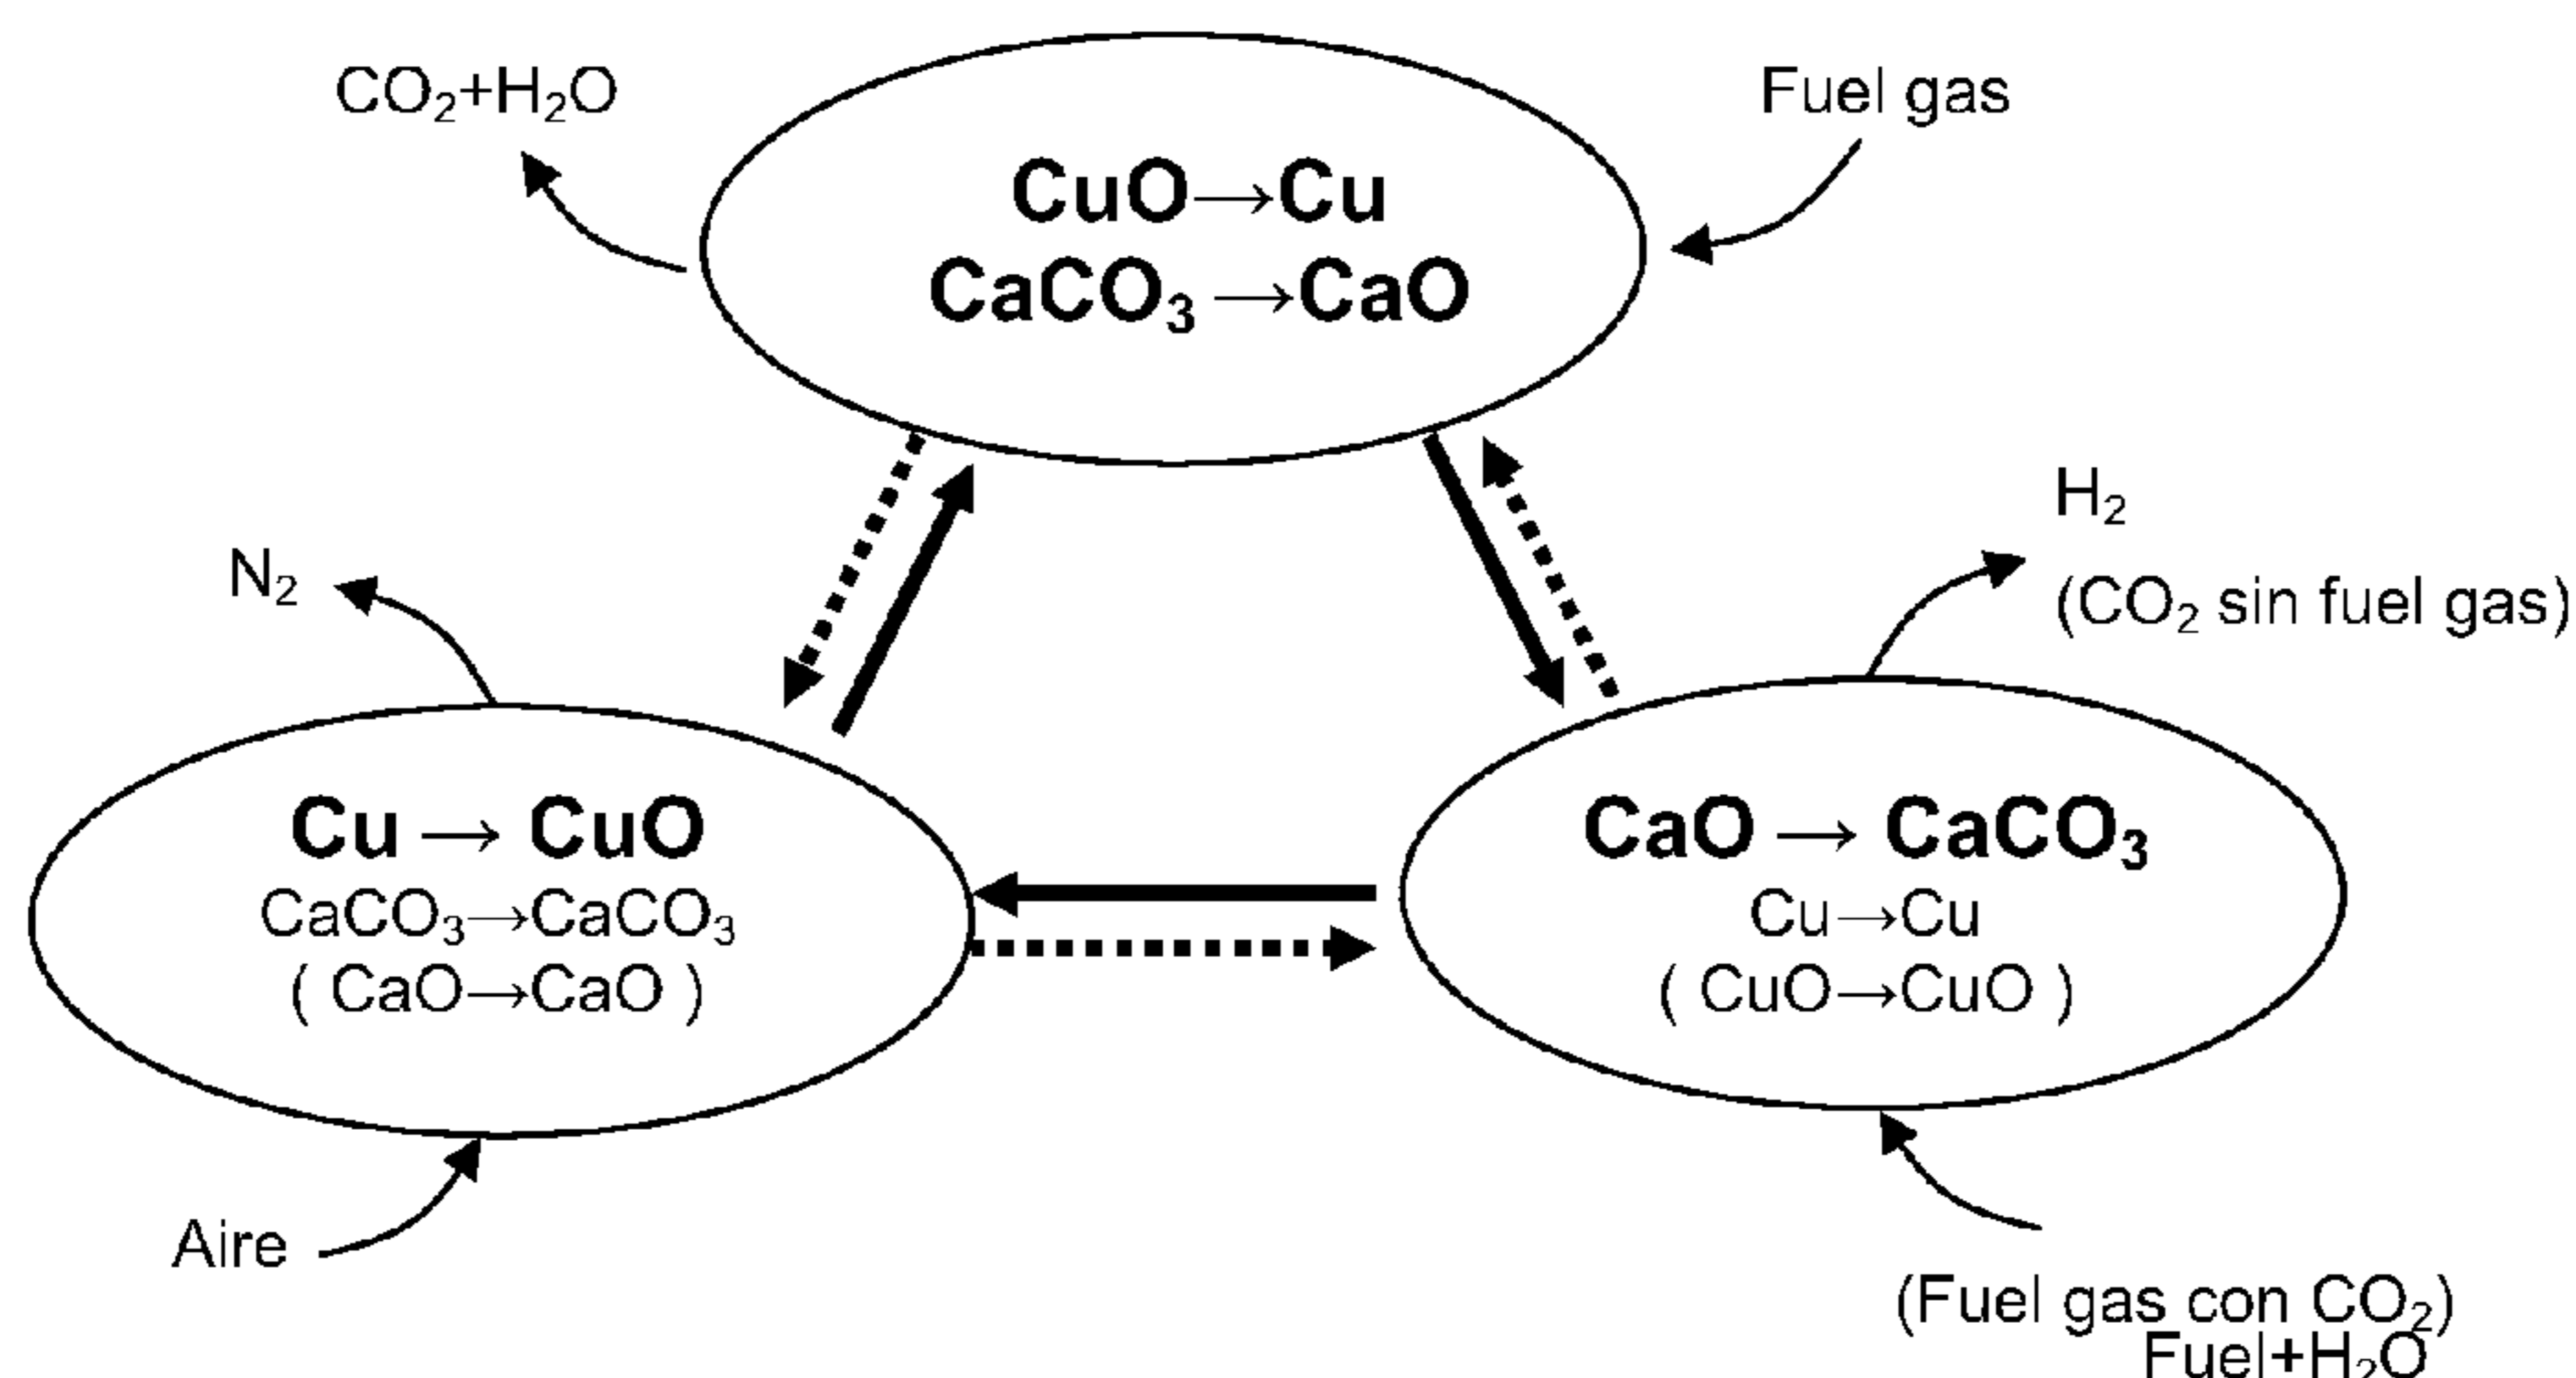 CO₂+H₂O
Fuel gas
CuO→Cu
CaCO₃→CaO
H₂
(CO₂ sin fuel gas)
N₂
Cu → CuO
CaCO₃→CaCO₃
( CaO→CaO )
CaO → CaCO₃
Cu→Cu
( CuO→CuO )
Aire
(Fuel gas con CO₂)
Fuel+H₂O